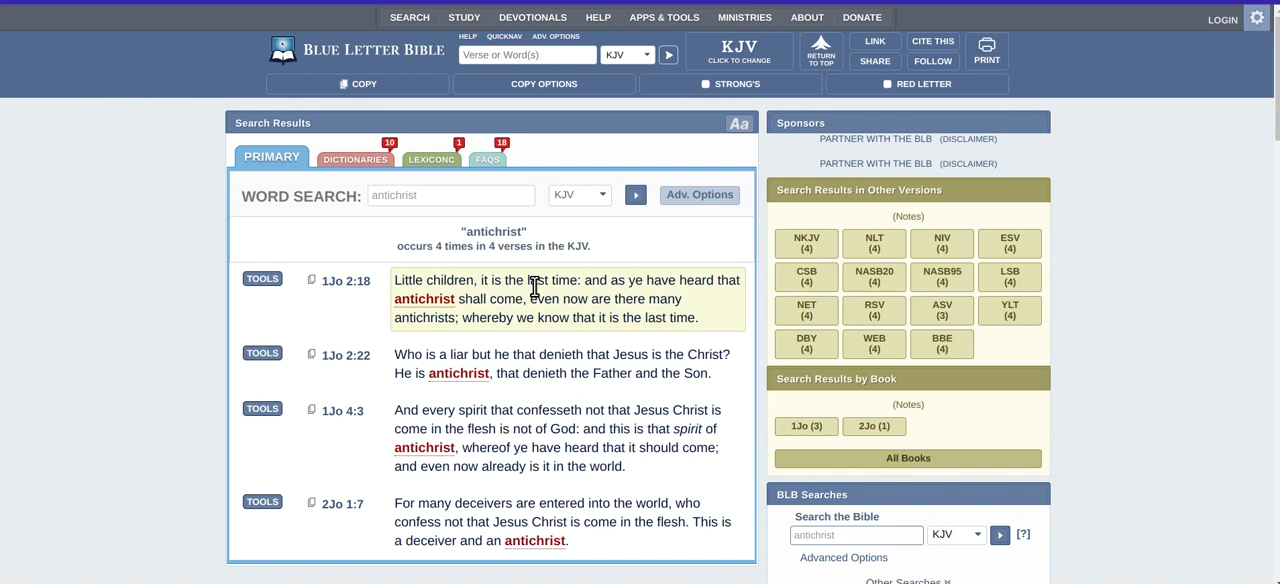 SEARCH STUDY DEVOTIONALS HELP APPS & TOOLS MINISTRIES ABOUT DONATE
LOGIN
BLUE LETTER BIBLE
HELP QUICKNAV ADV. OPTIONS
Verse or Word(s) KJV
KJV
CLICK TO CHANGE
RETURN
TO TOP
LINK CITE THIS
SHARE FOLLOW
PRINT
COPY COPY OPTIONS STRONG'S RED LETTER
Search Results Aa
PRIMARY
DICTIONARIES 10
LEXICONC 1
FAQS 18
WORD SEARCH: antichrist KJV Adv. Options
"antichrist"
occurs 4 times in 4 verses in the KJV.
TOOLS 1Jo 2:18
Little children, it is the last time: and as ye have heard that
antichrist shall come, even now are there many
antichrists; whereby we know that it is the last time.
TOOLS 1Jo 2:22
Who is a liar but he that denieth that Jesus is the Christ?
He is antichrist, that denieth the Father and the Son.
TOOLS 1Jo 4:3
And every spirit that confesseth not that Jesus Christ is
come in the flesh is not of God: and this is that spirit of
antichrist, whereof ye have heard that it should come;
and even now already is it in the world.
TOOLS 2Jo 1:7
For many deceivers are entered into the world, who
confess not that Jesus Christ is come in the flesh. This is
a deceiver and an antichrist.
Sponsors
PARTNER WITH THE BLB (DISCLAIMER)
PARTNER WITH THE BLB (DISCLAIMER)
Search Results in Other Versions
(Notes)
NKJV (4) NLT (4) NIV (4) ESV (4)
CSB (4) NASB20 (4) NASB95 (4) LSB (4)
NET (4) RSV (4) ASV (3) YLT (4)
DBY (4) WEB (4) BBE (4)
Search Results by Book
(Notes)
1Jo (3) 2Jo (1)
All Books
BLB Searches
Search the Bible
antichrist KJV [?]
Advanced Options
Other Searches